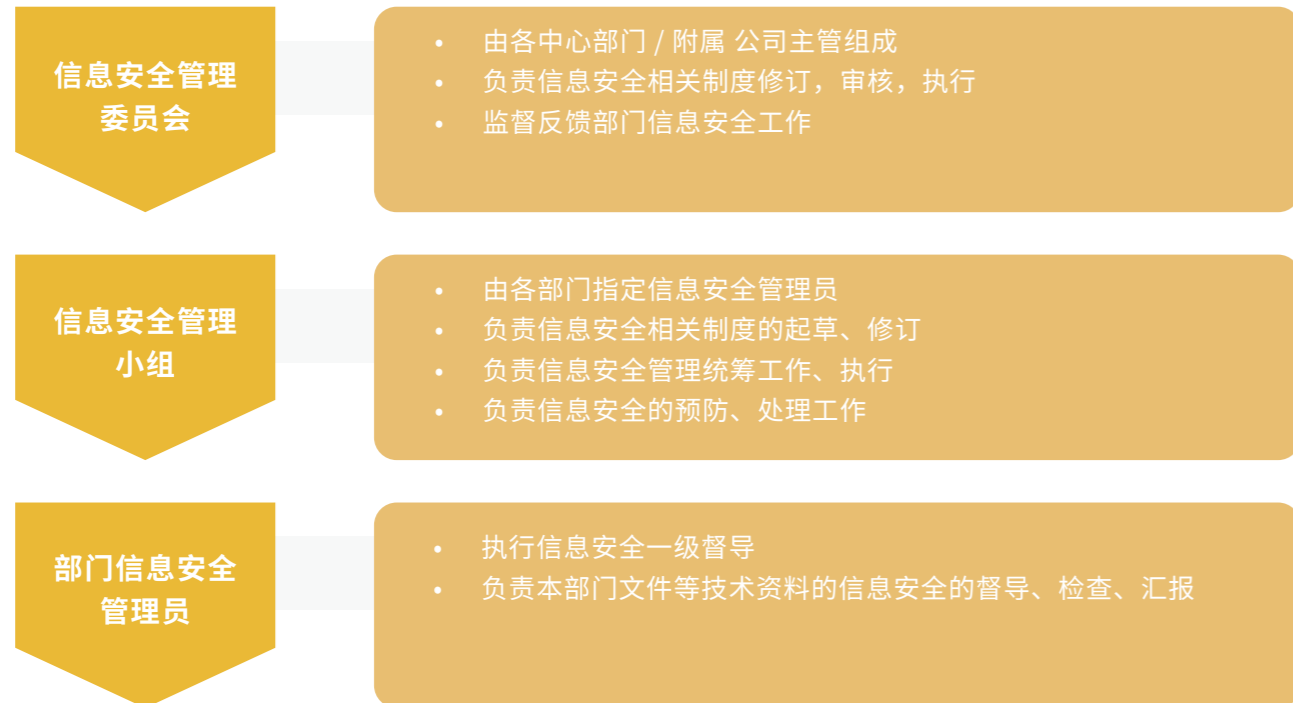 信息安全管理
委员会
• 由各中心部门 / 附属 公司主管组成
• 负责信息安全相关制度修订，审核，执行
• 监督反馈部门信息安全工作
信息安全管理
小组
• 由各部门指定信息安全管理员
• 负责信息安全相关制度的起草、修订
• 负责信息安全管理统筹工作、执行
• 负责信息安全的预防、处理工作
部门信息安全
管理员
• 执行信息安全一级督导
• 负责本部门文件等技术资料的信息安全的督导、检查、汇报